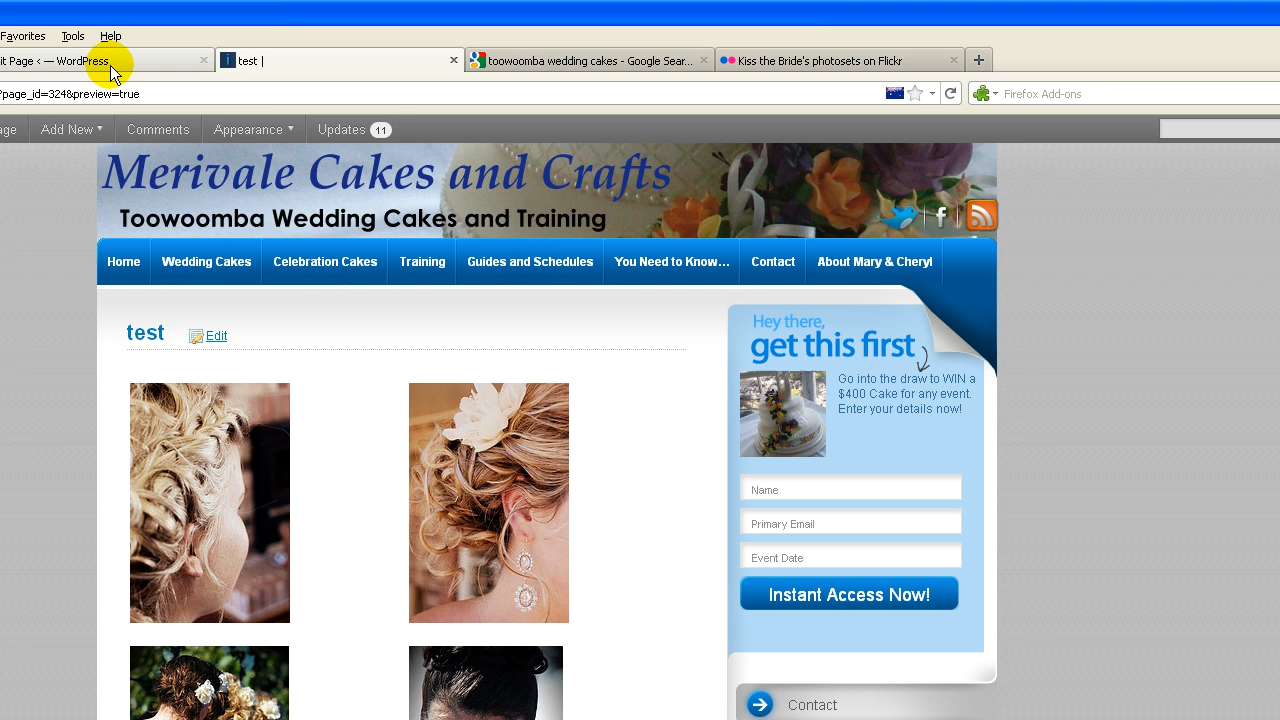 Favorites Tools Help
it Page ‹ — WordPress
test |
toowoomba wedding cakes - Google Sear...
Kiss the Bride's photosets on Flickr
?page_id=324&preview=true
Firefox Add-ons
age
Add New
Comments
Appearance
Updates 11
Merivale Cakes and Crafts
Toowoomba Wedding Cakes and Training
Home
Wedding Cakes
Celebration Cakes
Training
Guides and Schedules
You Need to Know...
Contact
About Mary & Cheryl
test
Edit
Hey there,
get this first
Go into the draw to WIN a
$400 Cake for any event.
Enter your details now!
Name
Primary Email
Event Date
Instant Access Now!
Contact